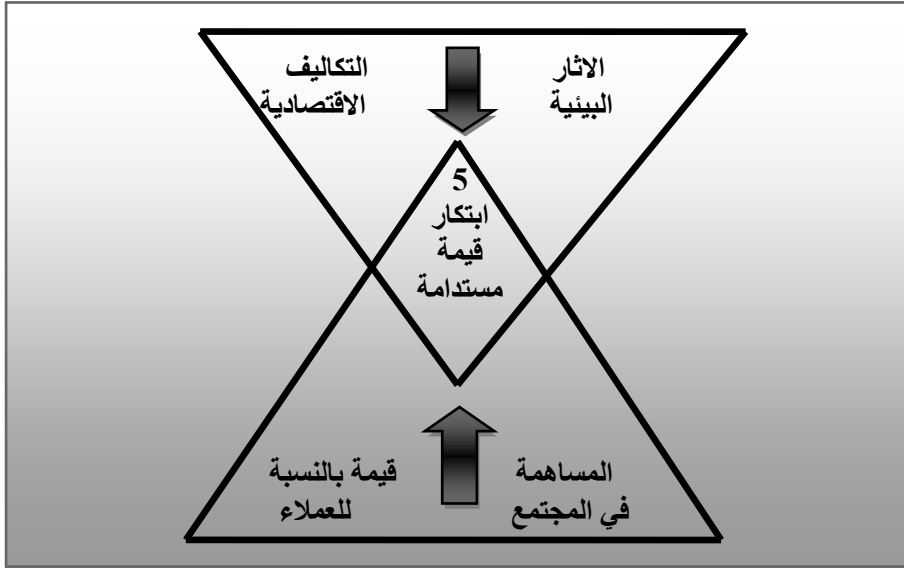 الاثار
البيئية
التكاليف
الاقتصادية
5
ابتكار
قيمة
مستدامة
المساهمة
في المجتمع
قيمة بالنسبة
للعملاء